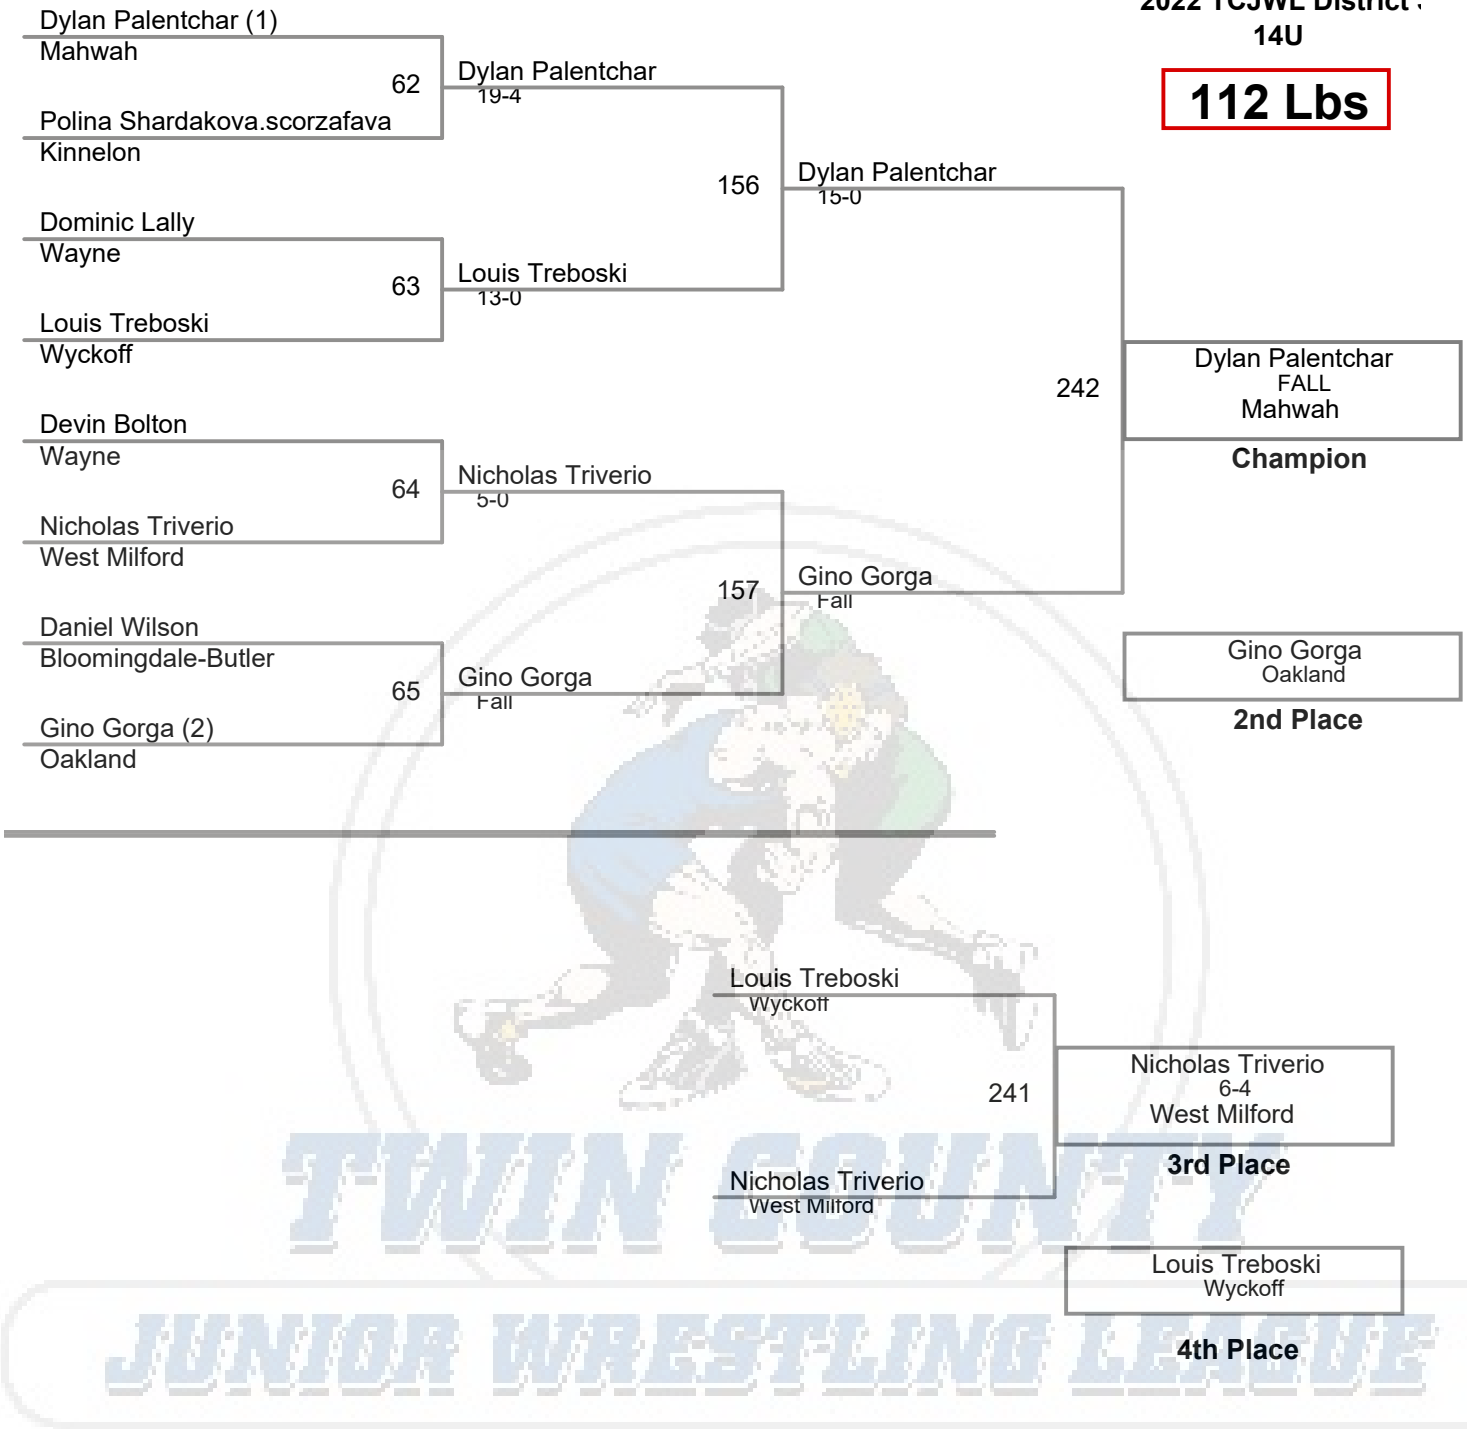 2022 TCJWL District
14U
112 Lbs
Dylan Palentchar (1)
Mahwah
62
Polina Shardakova.scorzafava
Kinnelon
Dominic Lally
Wayne
63
Louis Treboski
Wyckoff
Devin Bolton
Wayne
64
Nicholas Triverio
West Milford
Daniel Wilson
Bloomingdale-Butler
65
Gino Gorga (2)
Oakland
Dylan Palentchar
19-4
156
Louis Treboski
13-0
Nicholas Triverio
5-0
157
Gino Gorga
Fall
Dylan Palentchar
15-0
242
Gino Gorga
Fall
Dylan Palentchar
FALL
Mahwah
Champion
Gino Gorga
Oakland
2nd Place
Louis Treboski
Wyckoff
241
Nicholas Triverio
West Milford
Nicholas Triverio
6-4
West Milford
3rd Place
Louis Treboski
Wyckoff
4th Place
TWIN COUNTY
JUNIOR WRESTLING LEAGUE